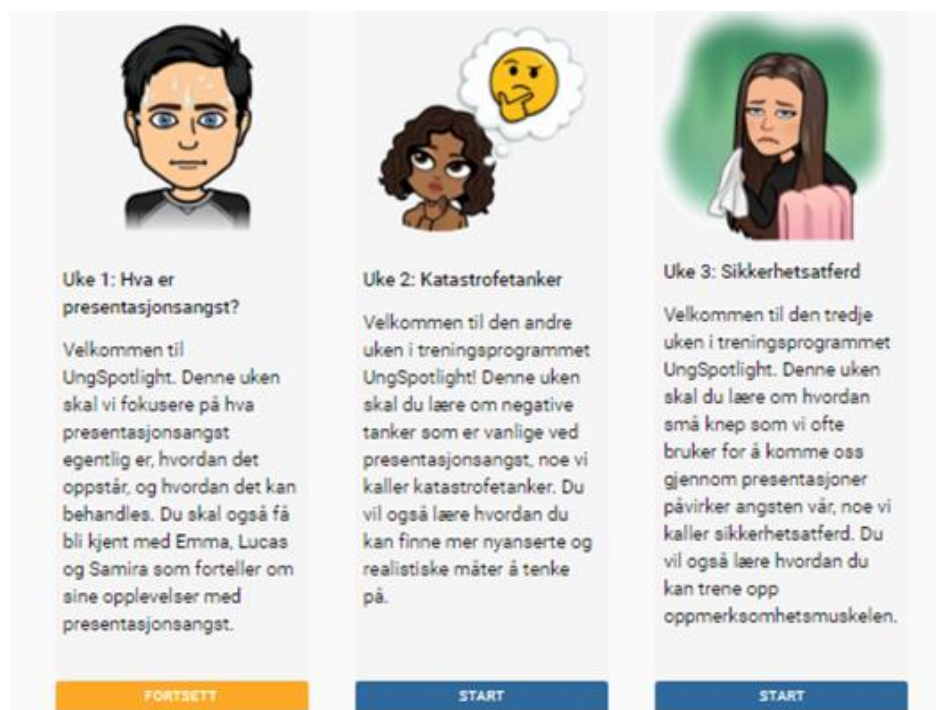 Uke 1: Hva er
presentasjonsangst?
Velkommen til
UngSpotlight. Denne uken
skal vi fokusere på hva
presentasjonsangst
egentlig er, hvordan det
oppstår, og hvordan det kan
behandles. Du skal også få
bli kjent med Emma, Lucas
og Samira som forteller om
sine opplevelser med
presentasjonsangst.
FORTSETT
Uke 2: Katastrofetanker
Velkommen til den andre
uken i treningsprogrammet
UngSpotlight! Denne uken
skal du lære om negative
tanker som er vanlige ved
presentasjonsangst, noe vi
kaller katastrofetanker. Du
vil også lære hvordan du
kan finne mer nyanserte og
realistiske måter å tenke
på.
START
Uke 3: Sikkerhetsatferd
Velkommen til den tredje
uken i treningsprogrammet
UngSpotlight. Denne uken
skal du lære om hvordan
små knep som vi ofte
bruker for å komme oss
gjennom presentasjoner
påvirker angsten vår, noe vi
kaller sikkerhetsatferd. Du
vil også lære hvordan du
kan trene opp
oppmerksomhetsmuskelen.
START